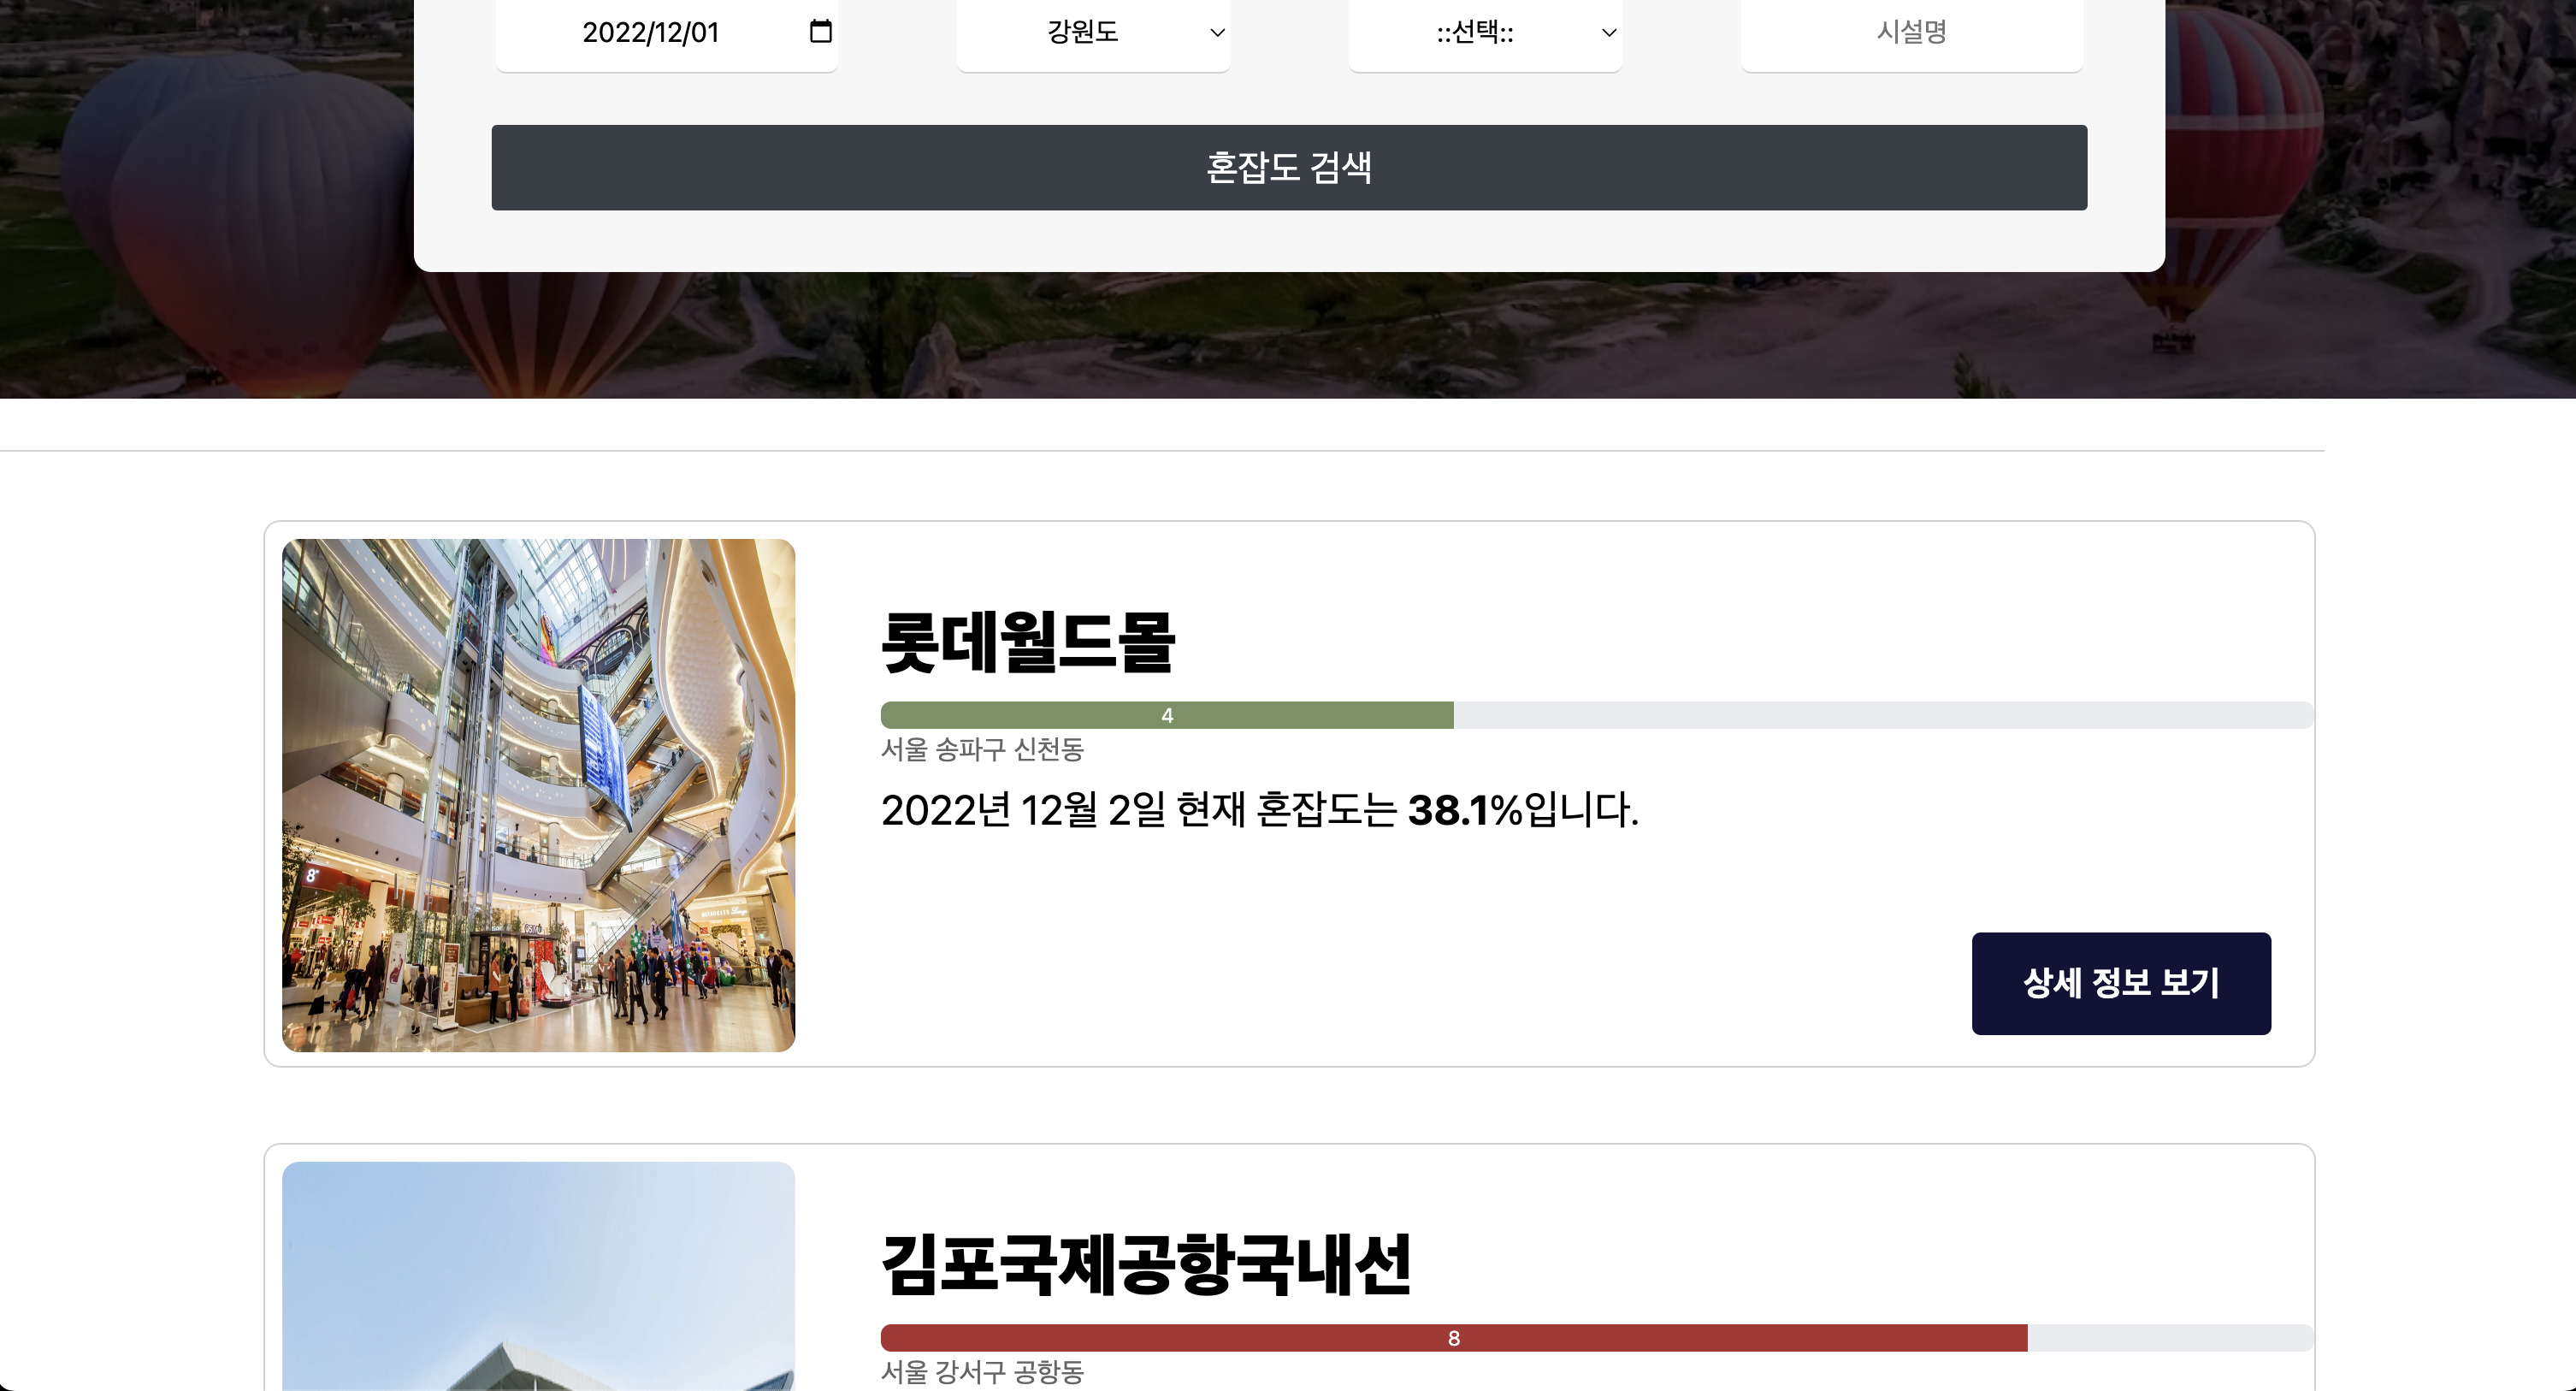 2022/12/01
강원도
::선택::
시설명
혼잡도 검색
롯데월드몰
4
서울 송파구 신천동
2022년 12월 2일 현재 혼잡도는 38.1%입니다.
상세 정보 보기
김포국제공항국내선
8
서울 강서구 공항동